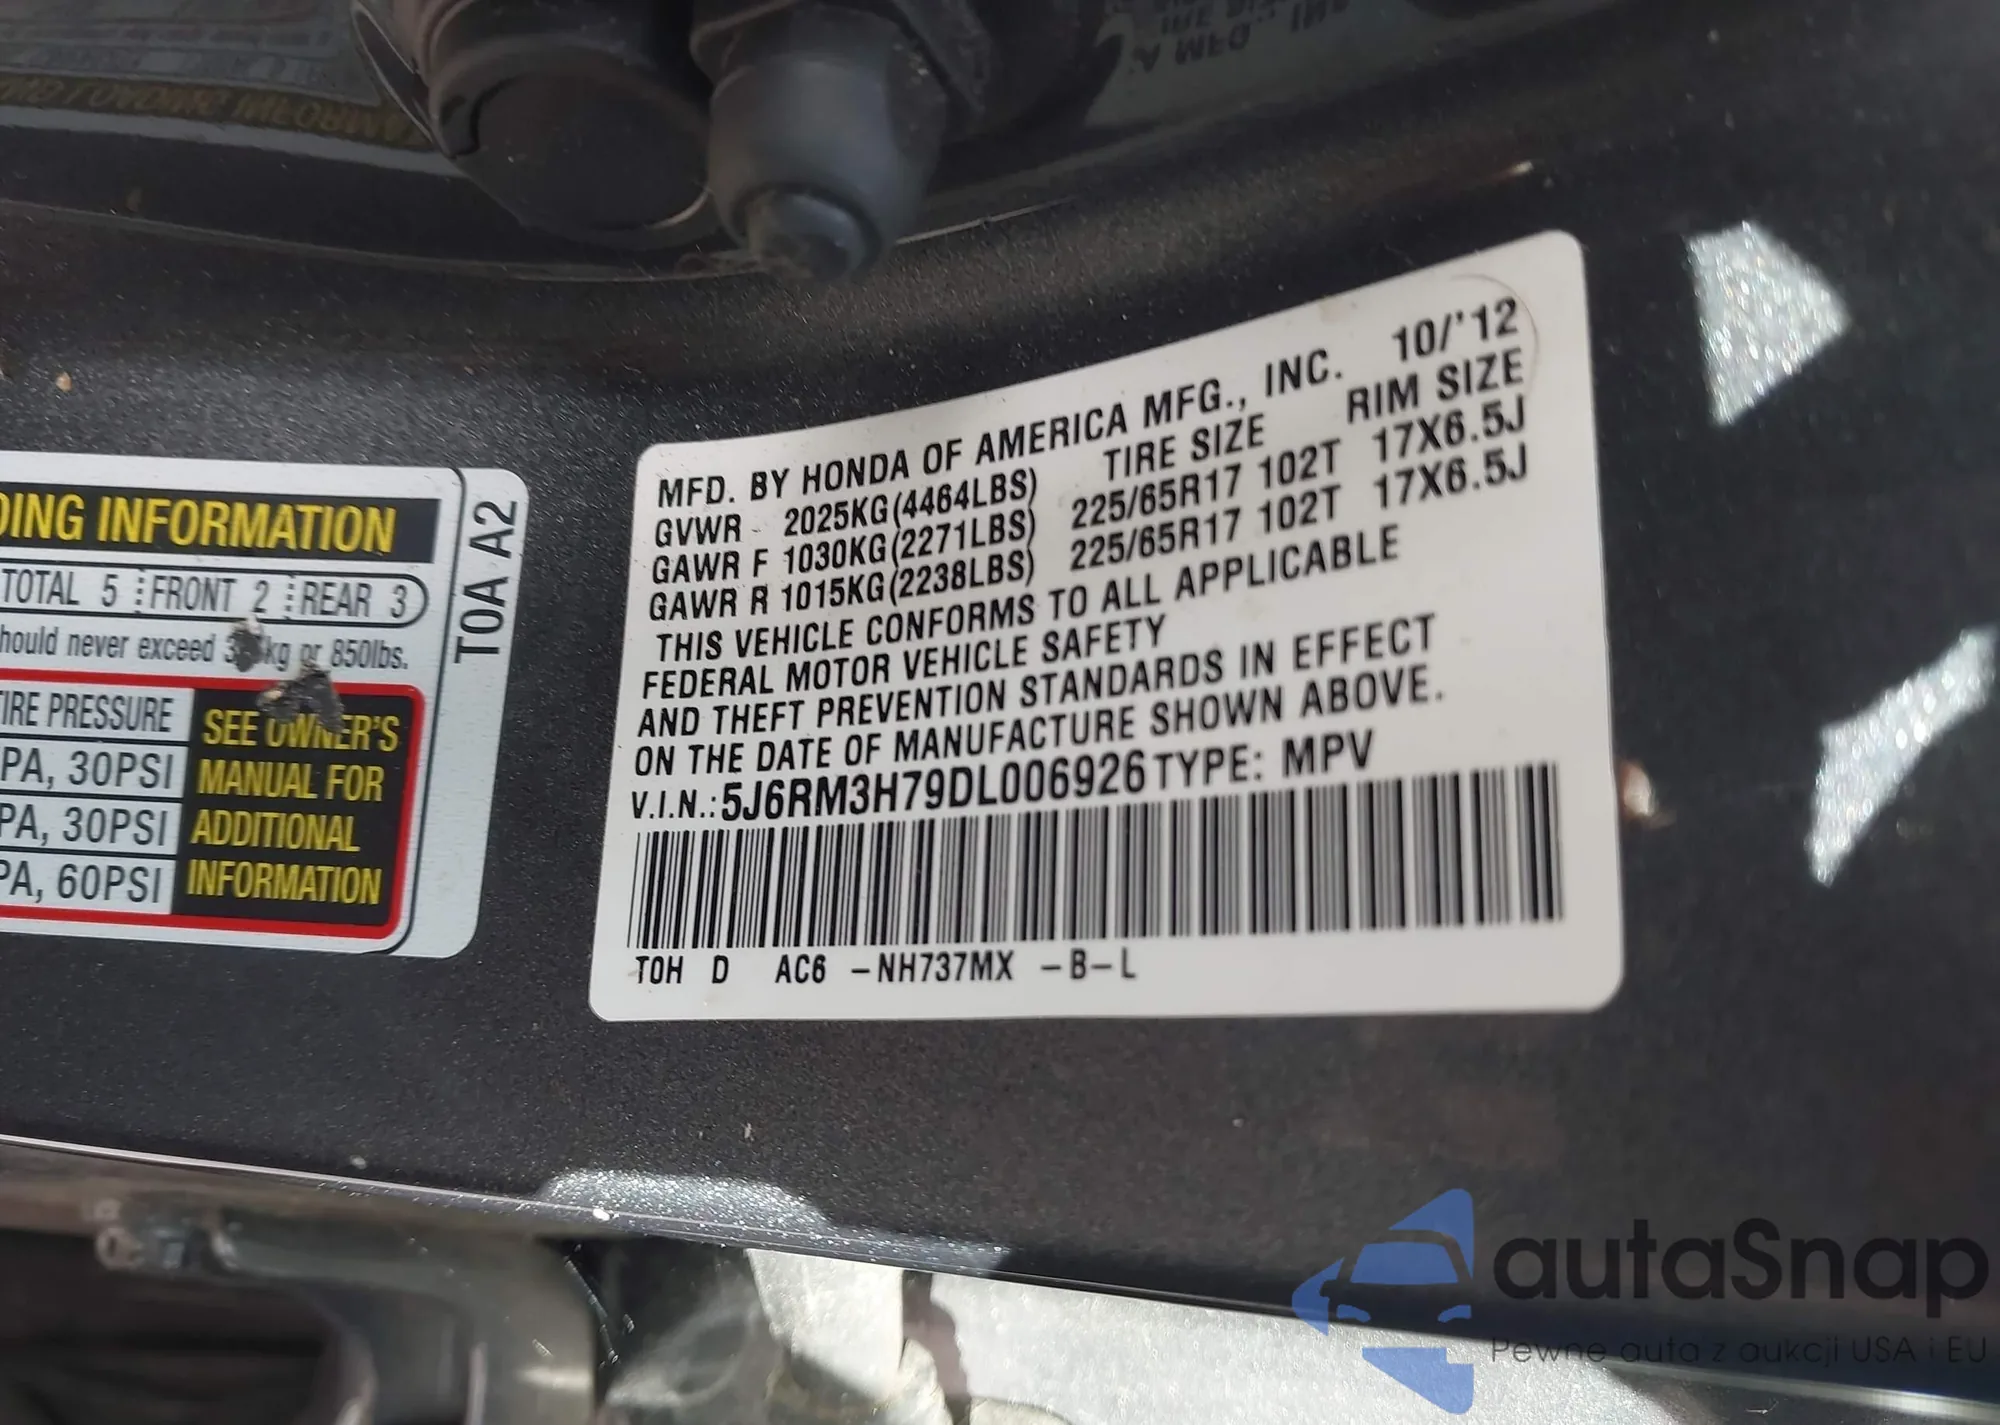 DING INFORMATION
TOTAL 5 FRONT 2 REAR 3
hould never exceed kg or 850lbs.
TIRE PRESSURE
PA, 30PSI
PA, 30PSI
PA, 60PSI
SEE OWNER'S
MANUAL FOR
ADDITIONAL
INFORMATION
T0A A2
MFD. BY HONDA OF AMERICA MFG., INC. 10/'12
GVWR 2025KG(4464LBS) TIRE SIZE RIM SIZE
GAWR F 1030KG(2271LBS) 225/65R17 102T 17X6.5J
GAWR R 1015KG(2238LBS) 225/65R17 102T 17X6.5J
THIS VEHICLE CONFORMS TO ALL APPLICABLE
FEDERAL MOTOR VEHICLE SAFETY
AND THEFT PREVENTION STANDARDS IN EFFECT
ON THE DATE OF MANUFACTURE SHOWN ABOVE.
V.I.N.:5J6RM3H79DL006926 TYPE: MPV
T0H D AC6 -NH737MX -B-L
autaSnap
Pewne auta z aukcji USA i EU